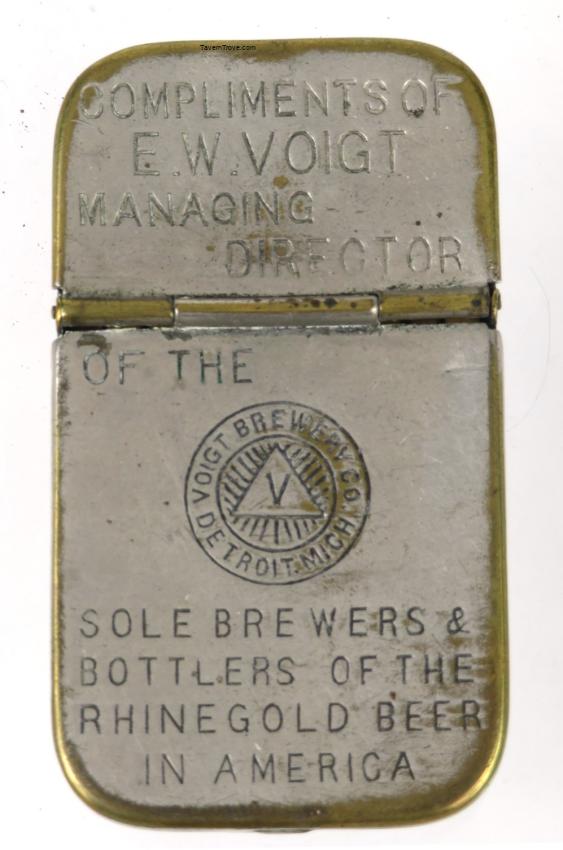 TavernTrove.com
COMPLIMENTS OF
E.W.VOIGT
MANAGING
DIRECTOR
OF THE
VOIGT BREWERY CO.
DETROIT. MICH.
V
SOLE BREWERS &
BOTTLERS OF THE
RHINEGOLD BEER
IN AMERICA